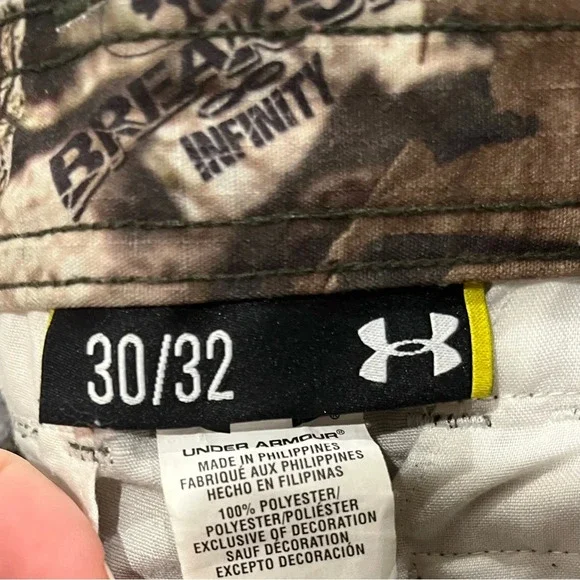 BREAK-UP
INFINITY
30/32
UNDER ARMOUR®
MADE IN PHILIPPINES
FABRIQUÉ AUX PHILIPPINES
HECHO EN FILIPINAS
100% POLYESTER/
POLYESTER/POLIÉSTER
EXCLUSIVE OF DECORATION
SAUF DÉCORATION
EXCEPTO DECORACIÓN